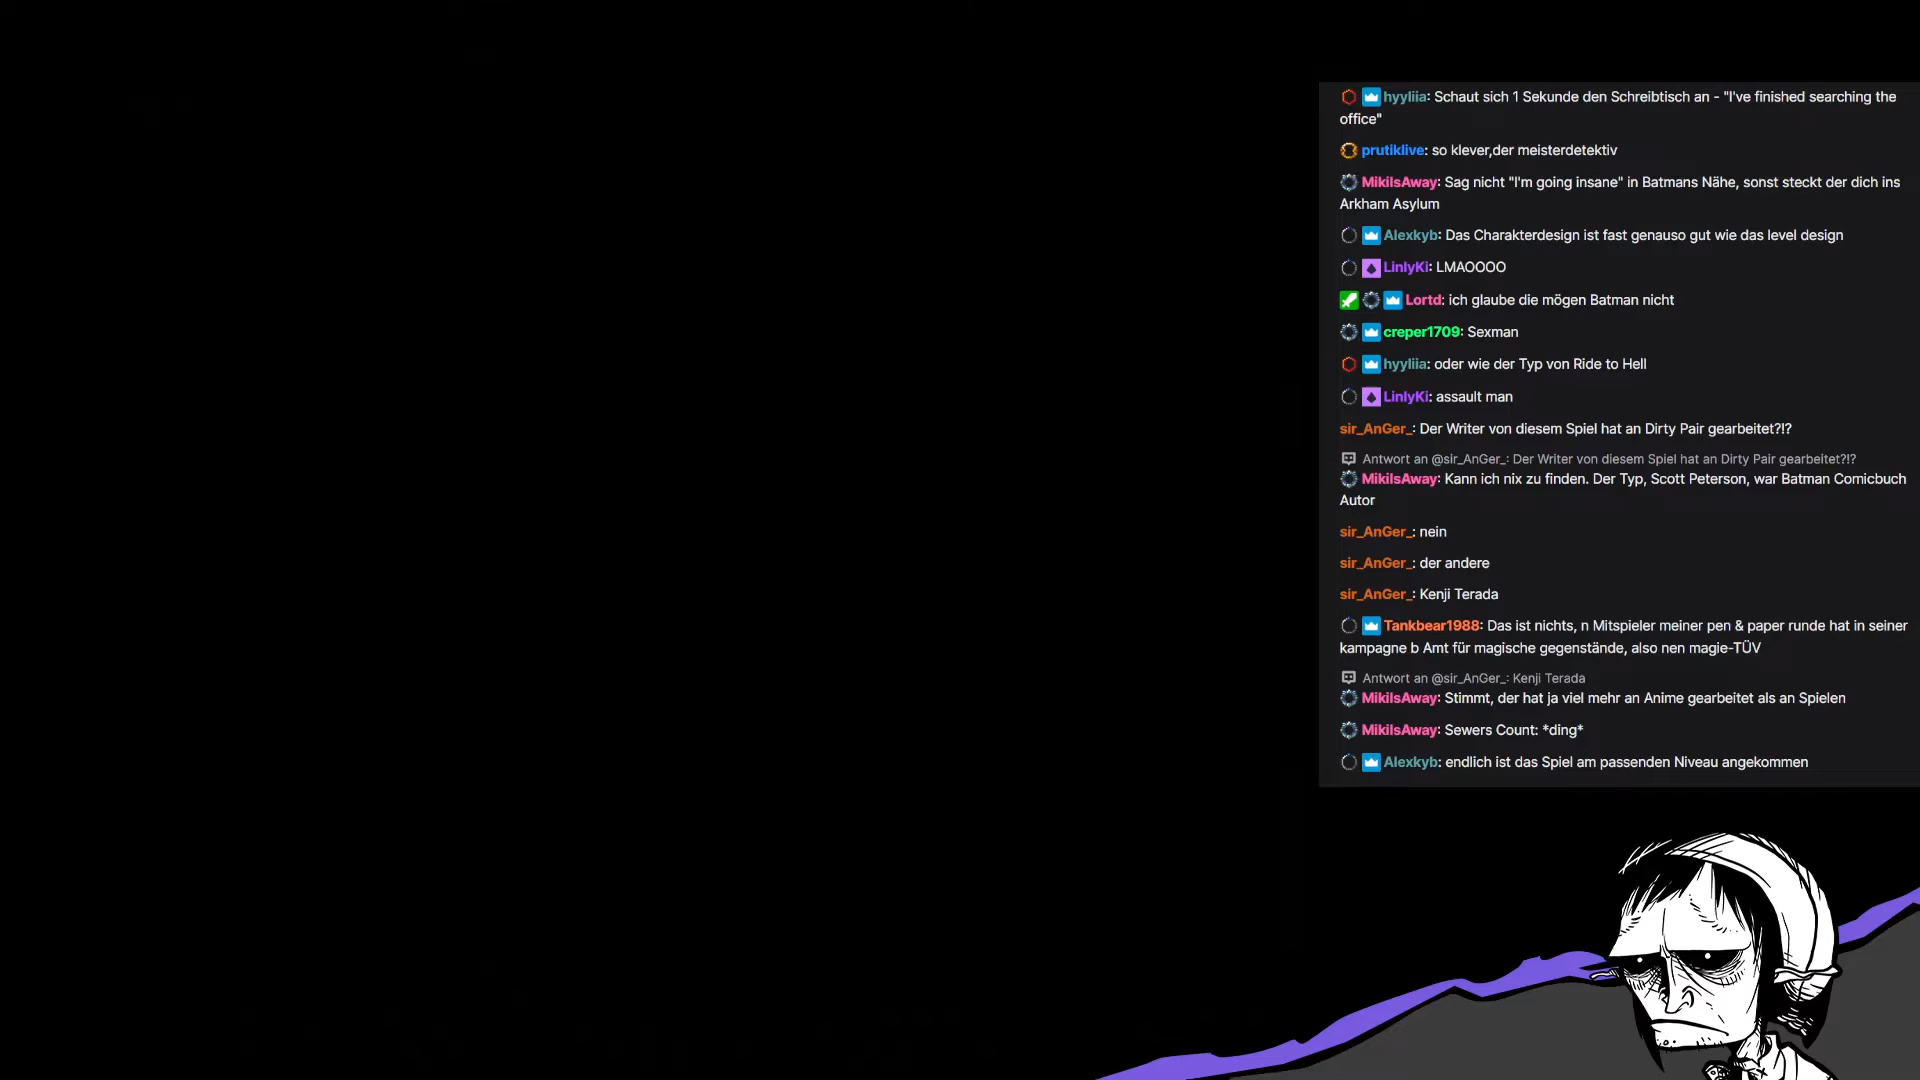 hyyliia: Schaut sich 1 Sekunde den Schreibtisch an - "I've finished searching the
office"
prutiklive: so klever,der meisterdetektiv
MikiIsAway: Sag nicht "I'm going insane" in Batmans Nähe, sonst steckt der dich ins
Arkham Asylum
Alexkyb: Das Charakterdesign ist fast genauso gut wie das level design
LinlyKi: LMAOOOO
Lortd: ich glaube die mögen Batman nicht
creper1709: Sexman
hyyliia: oder wie der Typ von Ride to Hell
LinlyKi: assault man
sir_AnGer_: Der Writer von diesem Spiel hat an Dirty Pair gearbeitet?!?
Antwort an @sir_AnGer_: Der Writer von diesem Spiel hat an Dirty Pair gearbeitet?!?
MikiIsAway: Kann ich nix zu finden. Der Typ, Scott Peterson, war Batman Comicbuch
Autor
sir_AnGer_: nein
sir_AnGer_: der andere
sir_AnGer_: Kenji Terada
Tankbear1988: Das ist nichts, n Mitspieler meiner pen & paper runde hat in seiner
kampagne b Amt für magische gegenstände, also nen magie-TÜV
Antwort an @sir_AnGer_: Kenji Terada
MikiIsAway: Stimmt, der hat ja viel mehr an Anime gearbeitet als an Spielen
MikiIsAway: Sewers Count: *ding*
Alexkyb: endlich ist das Spiel am passenden Niveau angekommen